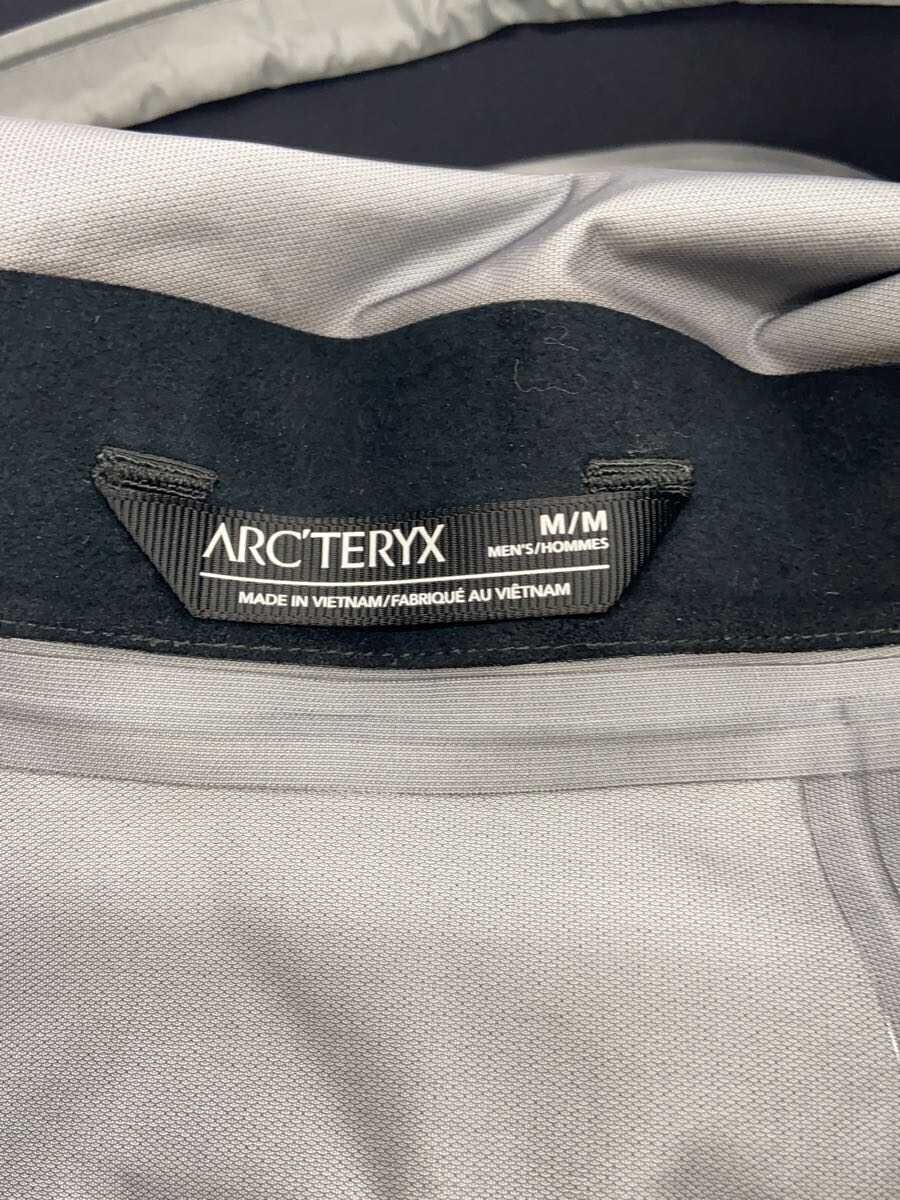 ARC'TERYX
M/M
MEN'S/HOMMES
MADE IN VIETNAM/FABRIQUÉ AU VIÊTNAM